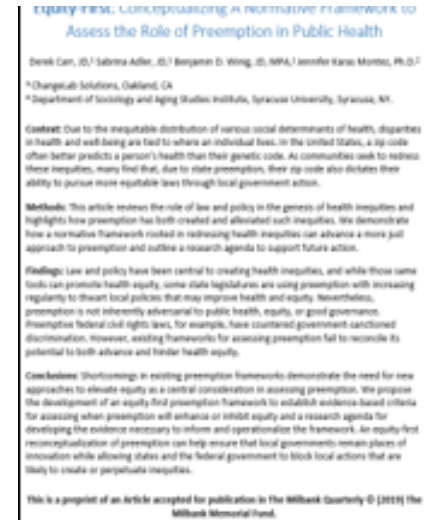 Equity-First: Conceptualizing A Normative Framework to
Assess the Role of Preemption in Public Health
Derek Carr, JD,¹ Sabrina Adler, JD,¹ Benjamin D. Winig, JD, MPA,¹ Jennifer Karas Montez, Ph.D.²
ChangeLab Solutions, Oakland, CA
Department of Sociology and Aging Studies Institute, Syracuse University, Syracuse, NY.
Context: Due to the inequitable distribution of various social determinants of health, disparities
in health and well-being are tied to where an individual lives. In the United States, a zip code
often better predicts a person's health than their genetic code. As communities seek to redress
these inequities, many find that, due to state preemption, their zip code also dictates their
ability to pursue more equitable laws through local government action.
Methods: This article reviews the role of law and policy in the genesis of health inequities and
highlights how preemption has both created and alleviated such inequities. We demonstrate
how a normative framework rooted in redressing health inequities can advance a more just
approach to preemption and outline a research agenda to support future action.
Findings: Law and policy have been central to creating health inequities, and while those same
tools can promote health equity, some state legislatures are using preemption with increasing
regularity to thwart local policies that may improve health and equity. Nevertheless,
preemption is not inherently adversarial to public health, equity, or good governance.
Preemptive federal civil rights laws, for example, have countered government-sanctioned
discrimination. However, existing frameworks for assessing preemption fail to reconcile its
potential to both advance and hinder health equity.
Conclusions: Shortcomings in existing preemption frameworks demonstrate the need for new
approaches to elevate equity as a central consideration in assessing preemption. We propose
the development of an equity-first preemption framework to establish evidence-based criteria
for assessing when preemption will enhance or inhibit equity and a research agenda for
developing the evidence necessary to inform and operationalize the framework. An equity-first
reconceptualization of preemption can help ensure that local governments remain places of
innovation while allowing states and the federal government to block local actions that are
likely to create or perpetuate inequities.
This is a preprint of an Article accepted for publication in The Milbank Quarterly © (2019) The
Milbank Memorial Fund.